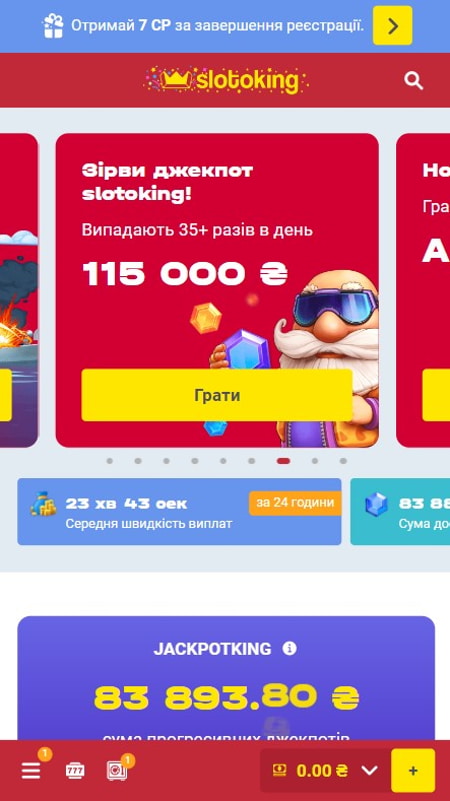 Отримай 7 CP за завершення реєстрації.
slotoking
Зірви джекпот
slotoking!
Випадають 35+ разів в день
115 000 ₴
Грати
Но
Гра
23 хв 43 сек
за 24 години
Середня швидкість виплат
83 88
Сума до
JACKPOTKING
83 893.80 ₴
сума прогресивних джекпотів
1
777
1
0.00 ₴
+